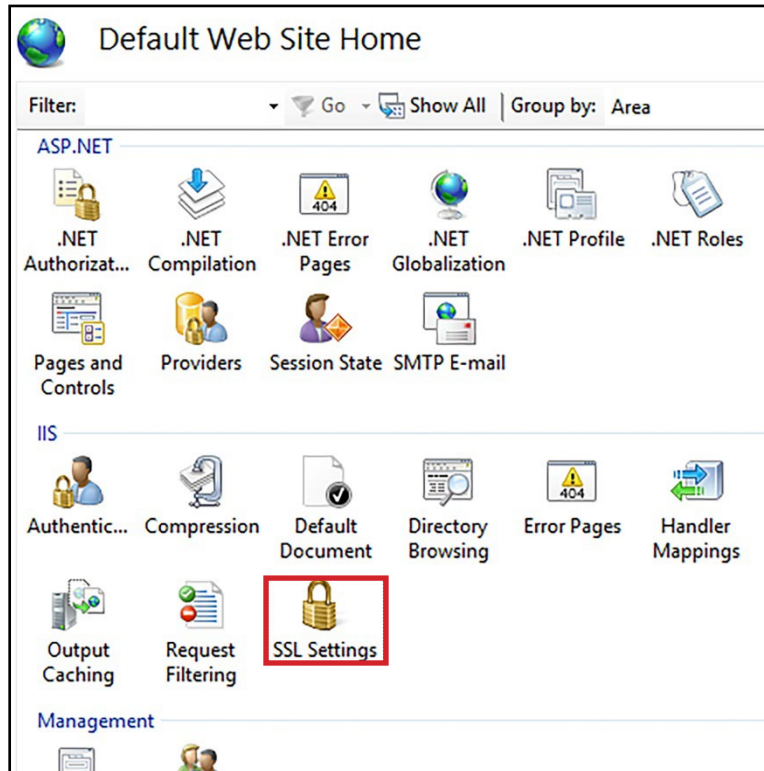 Default Web Site Home
Filter: Go Show All Group by: Area
ASP.NET
.NET Authorizat...
.NET Compilation
404
.NET Error Pages
.NET Globalization
.NET Profile
.NET Roles
Pages and Controls
Providers
Session State
SMTP E-mail
IIS
Authentic...
Compression
Default Document
Directory Browsing
404
Error Pages
Handler Mappings
Output Caching
Request Filtering
SSL Settings
Management